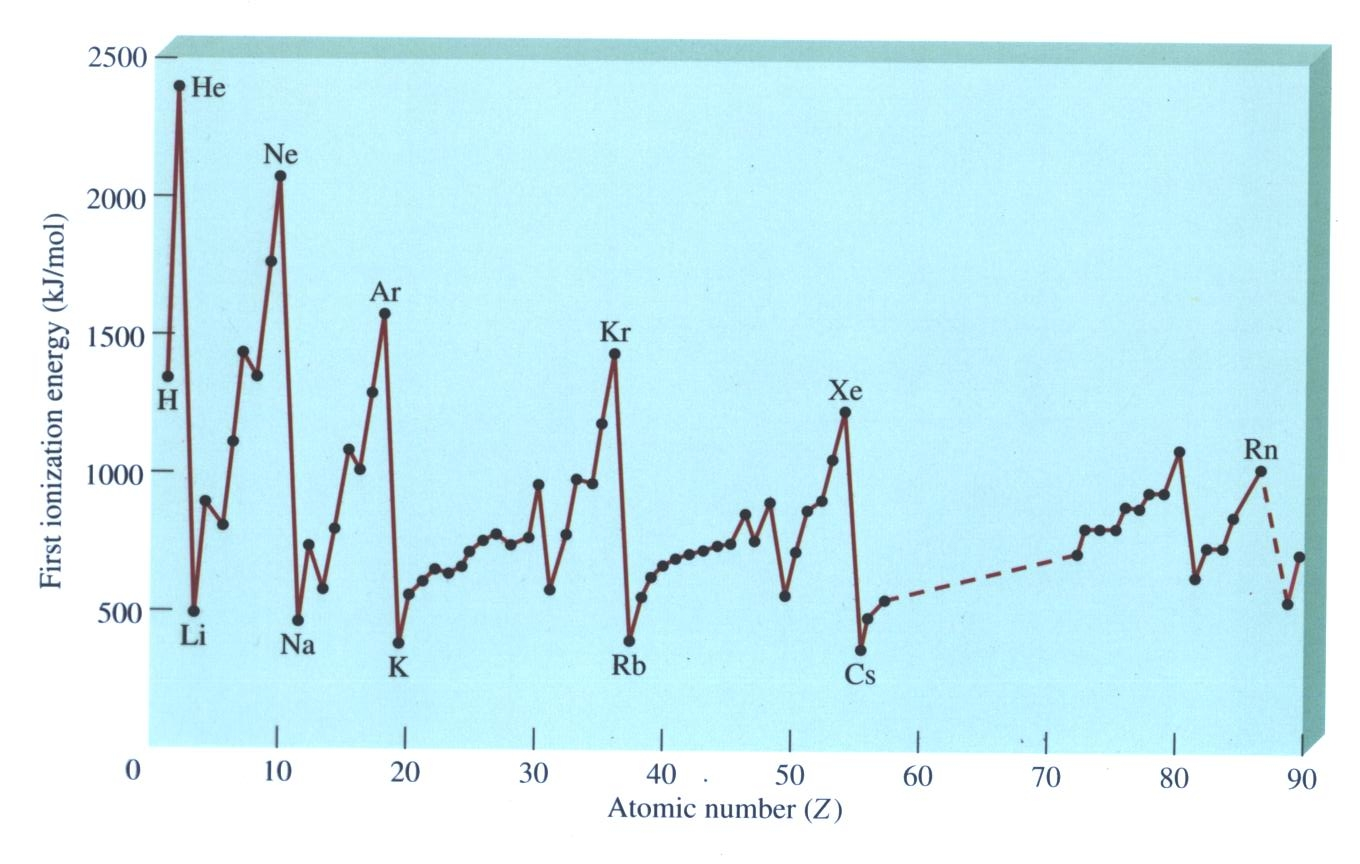 2500
He
Ne
2000
Ar
Kr
1500
H
Xe
Rn
1000
500
Li
Na
K
Rb
Cs
First ionization energy (kJ/mol)
0
10
20
30
40
50
60
70
80
90
Atomic number (Z)